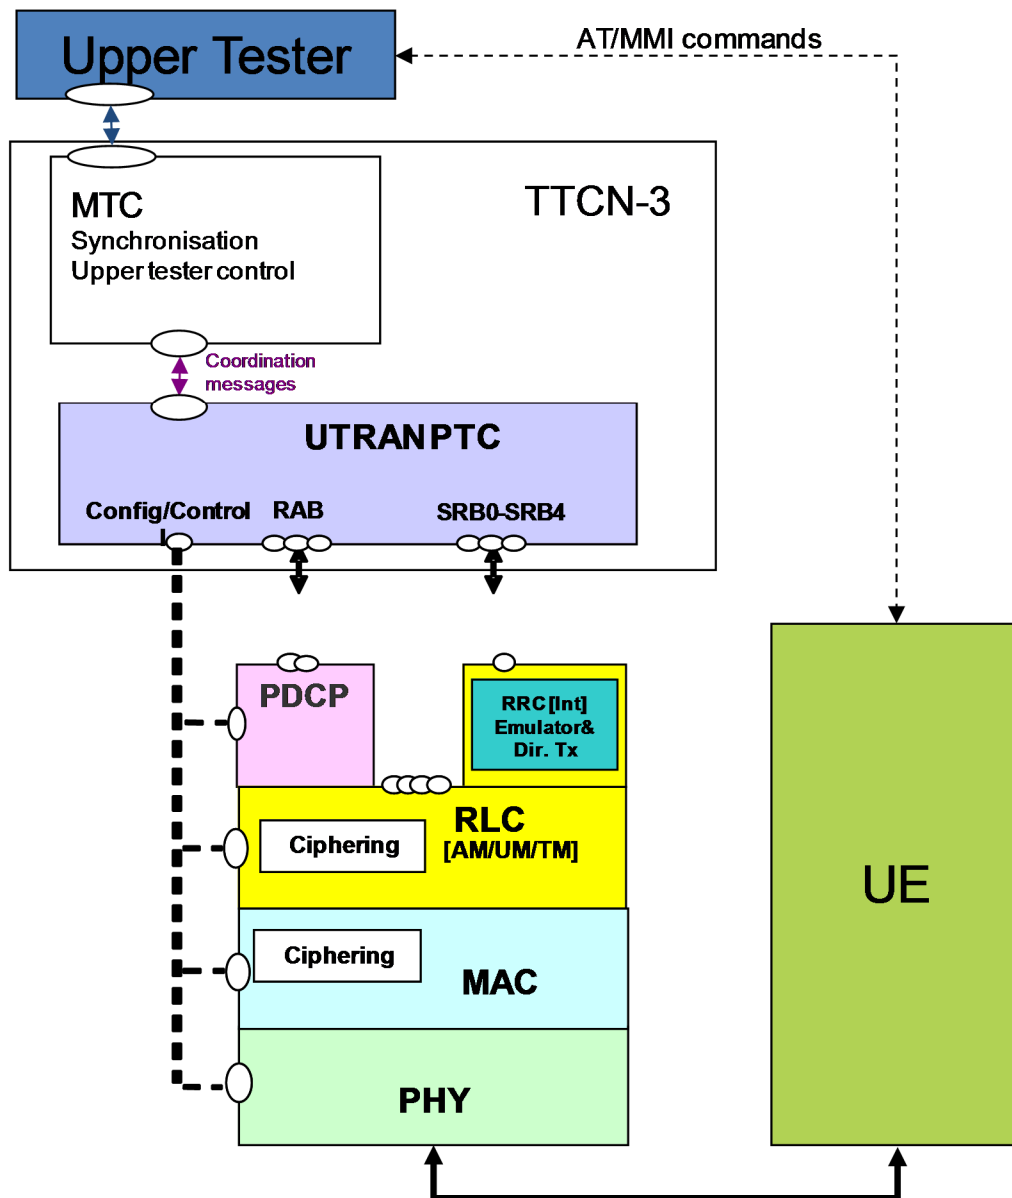 Upper Tester
AT/MMI commands
TTCN-3
MTC
Synchronisation
Upper tester control
Coordination
messages
UTRAN PTC
Config/Control
RAB
SRB0-SRB4
PDCP
RRC[Int]
Emulator&
Dir. Tx
RLC
[AM/UM/TM]
Ciphering
Ciphering
MAC
PHY
UE